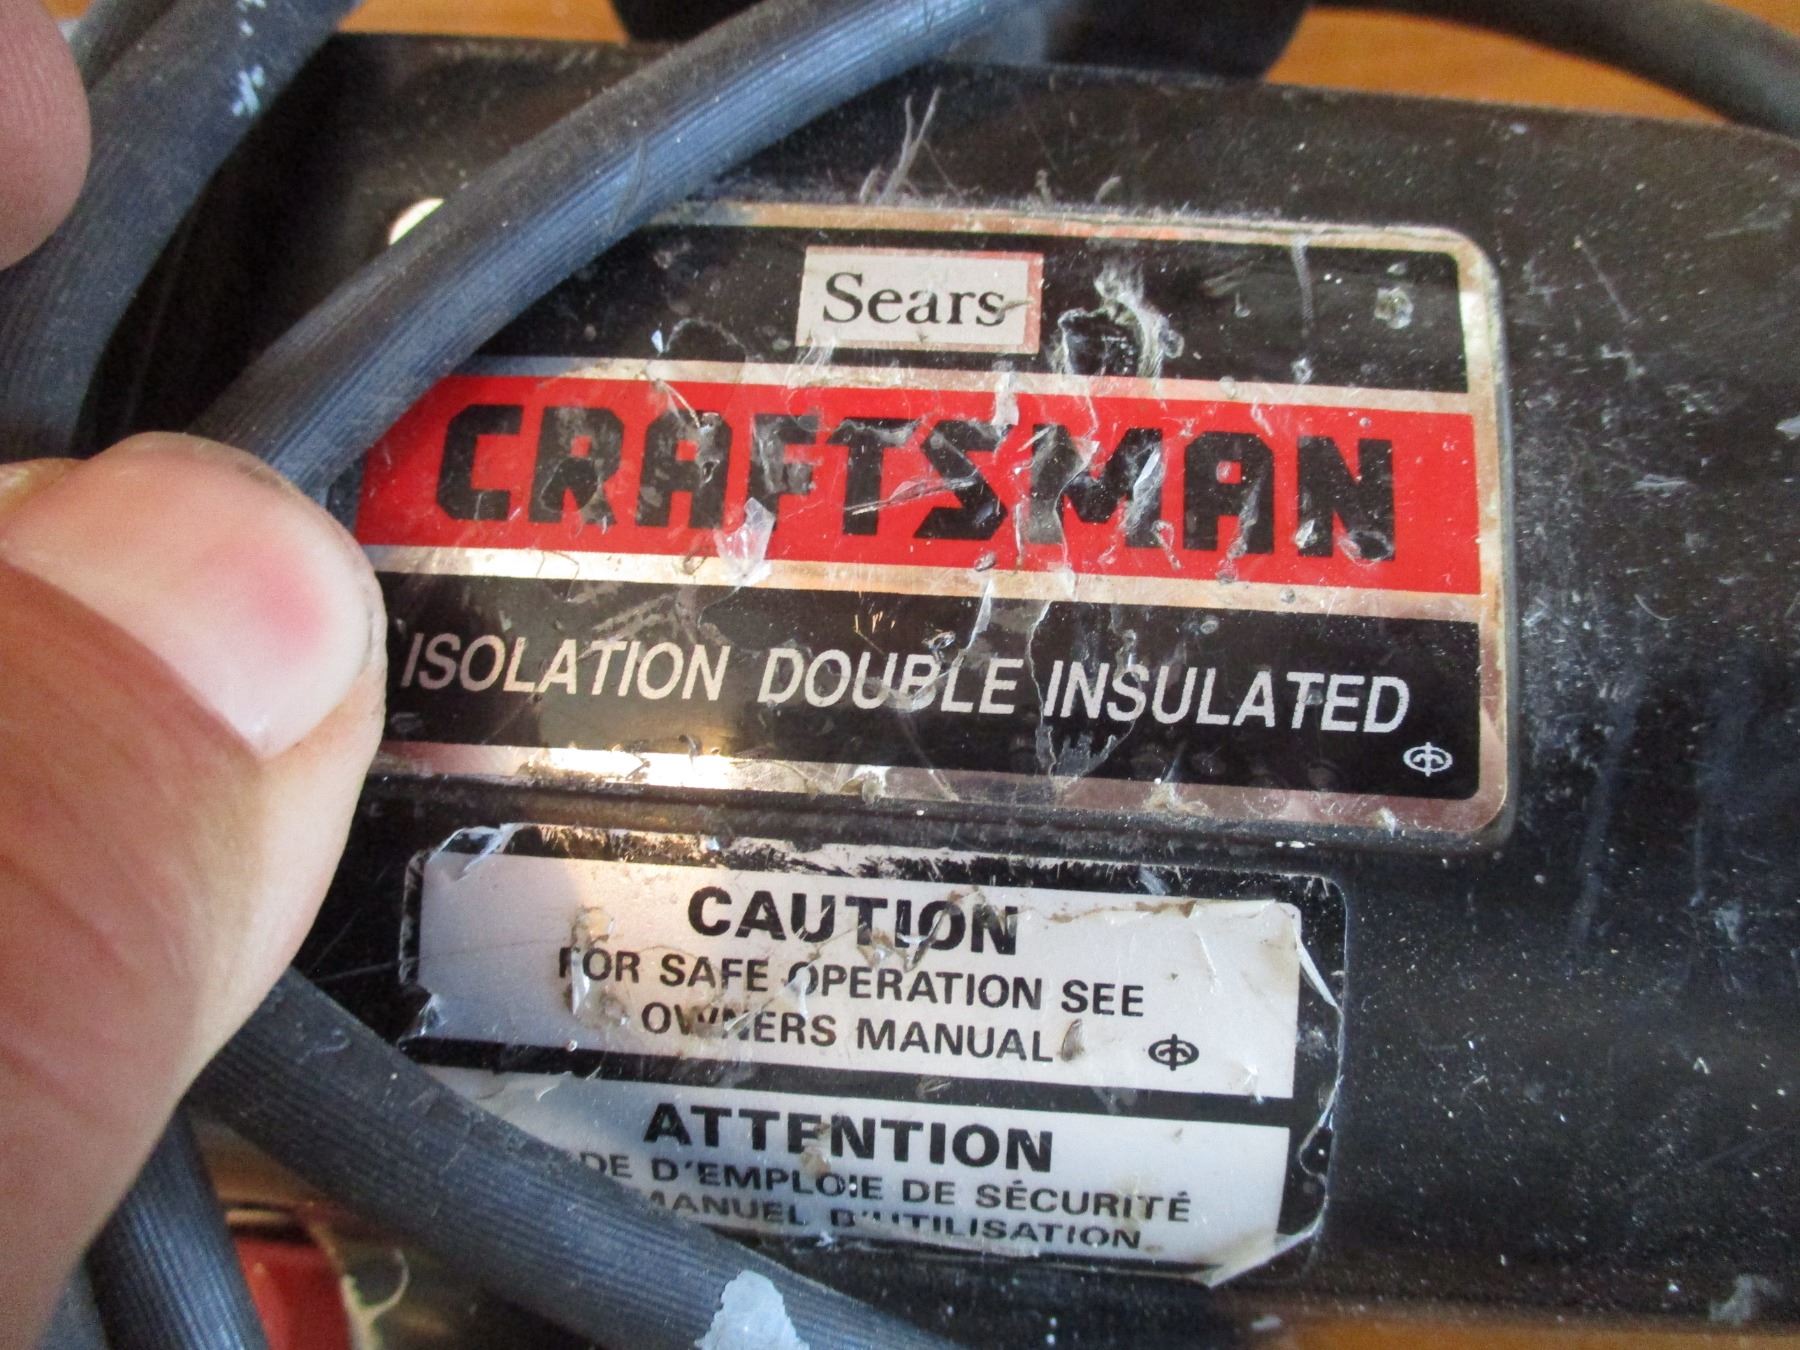 Sears
CRAFTSMAN
ISOLATION DOUBLE INSULATED
CAUTION
FOR SAFE OPERATION SEE
OWNERS MANUAL
ATTENTION
DE D'EMPLOIE DE SÉCURITÉ
MANUEL D'UTILISATION